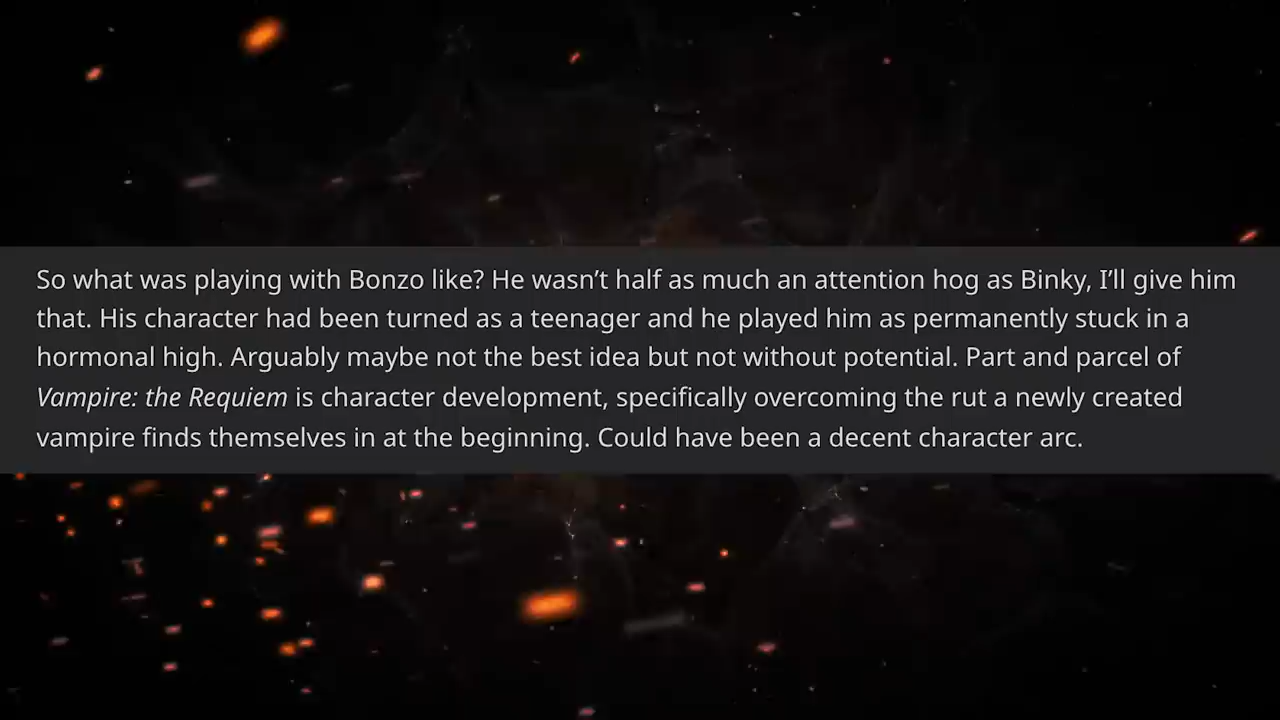 So what was playing with Bonzo like? He wasn’t half as much an attention hog as Binky, I’ll give him
that. His character had been turned as a teenager and he played him as permanently stuck in a
hormonal high. Arguably maybe not the best idea but not without potential. Part and parcel of
Vampire: the Requiem is character development, specifically overcoming the rut a newly created
vampire finds themselves in at the beginning. Could have been a decent character arc.